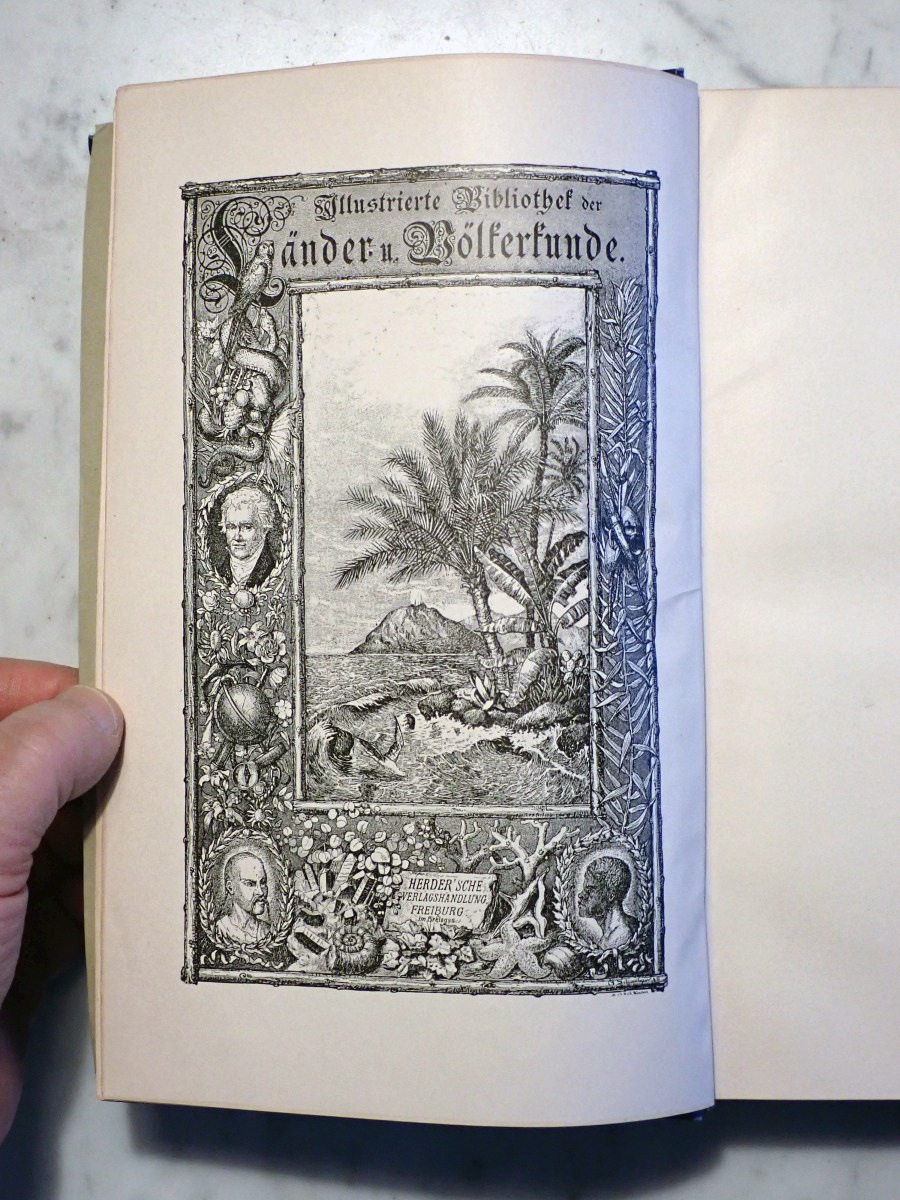 Illustrierte Bibliothek der
Länder u. Völkerkunde.
HERDER'SCHE
VERLAGSHANDLUNG,
FREIBURG
im Breisgau